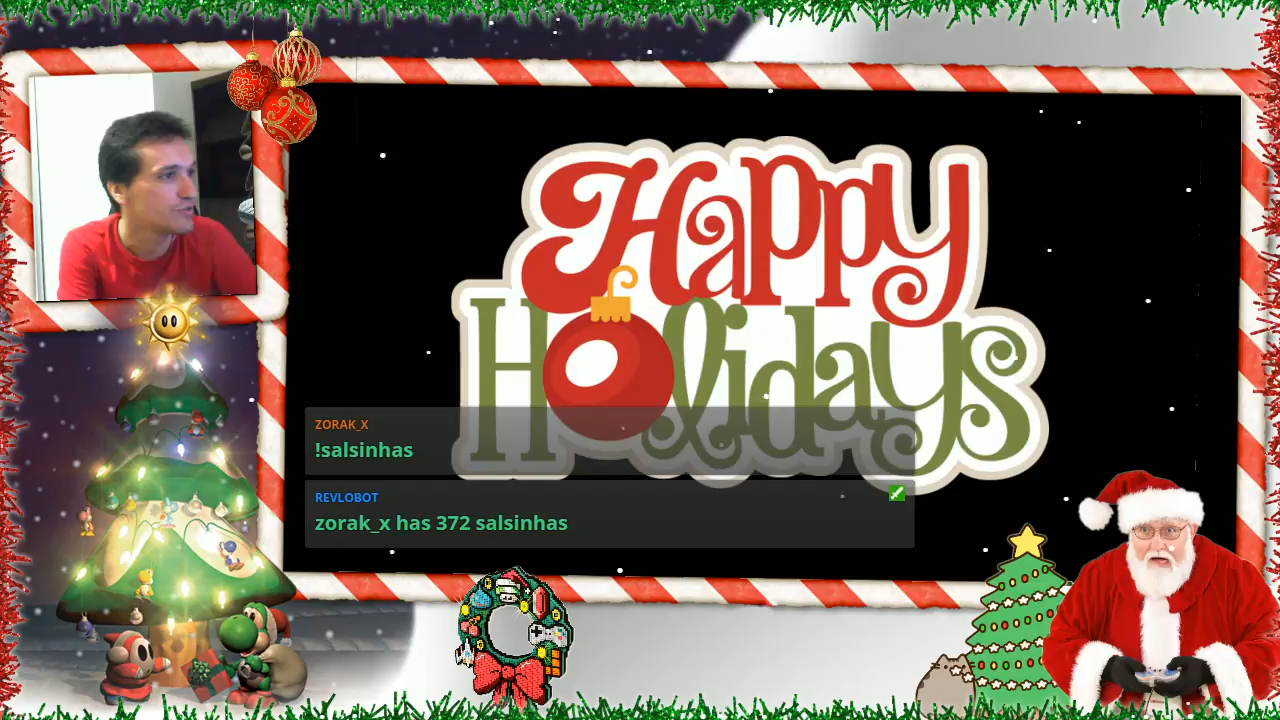 Happy
Holidays
ZORAK_X
!salsinhas
REVLOBOT
zorak_x has 372 salsinhas